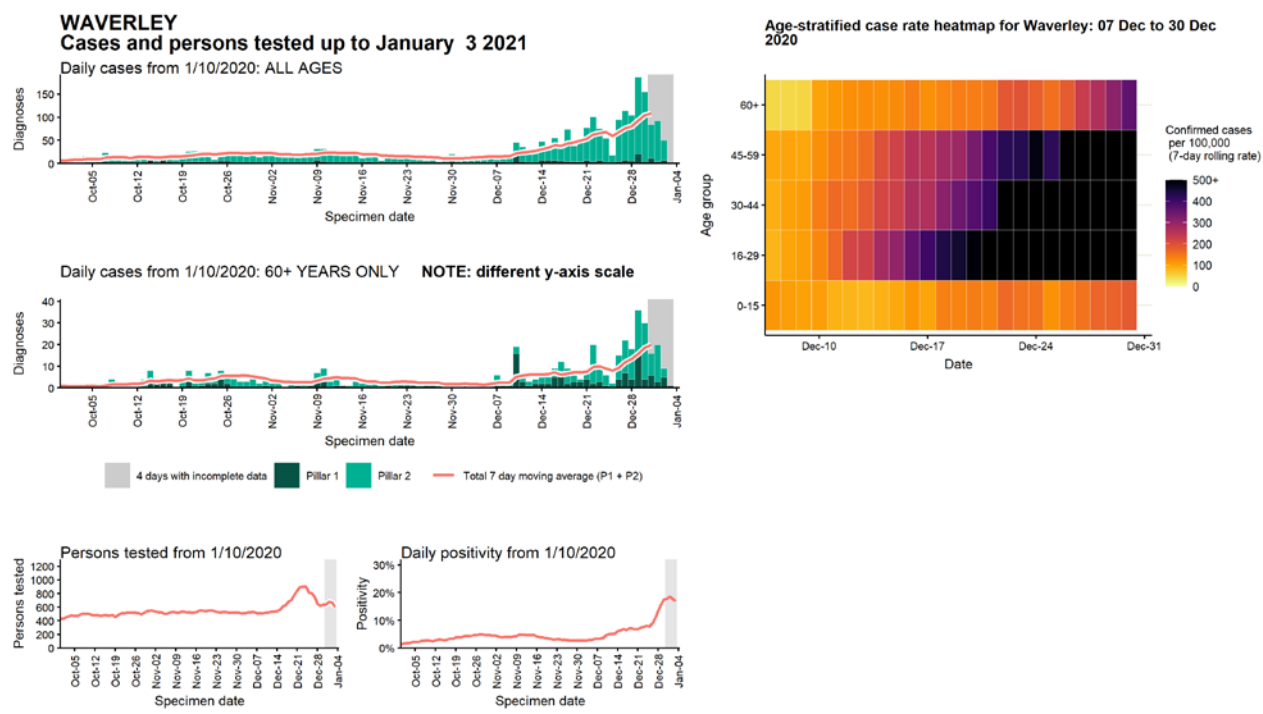 WAVERLEY
Cases and persons tested up to January  3 2021
Daily cases from 1/10/2020: ALL AGES
Diagnoses
150
100
50
0
Oct-05
Oct-12
Oct-19
Oct-26
Nov-02
Nov-09
Nov-16
Nov-23
Nov-30
Dec-07
Dec-14
Dec-21
Dec-28
Jan-04
Specimen date
Daily cases from 1/10/2020: 60+ YEARS ONLY NOTE: different y-axis scale
Diagnoses
40
30
20
10
0
Oct-05
Oct-12
Oct-19
Oct-26
Nov-02
Nov-09
Nov-16
Nov-23
Nov-30
Dec-07
Dec-14
Dec-21
Dec-28
Jan-04
Specimen date
4 days with incomplete data Pillar 1 Pillar 2 Total 7 day moving average (P1 + P2)
Persons tested from 1/10/2020
Persons tested
1200
1000
800
600
400
200
0
Oct-05
Oct-12
Oct-19
Oct-26
Nov-02
Nov-09
Nov-16
Nov-23
Nov-30
Dec-07
Dec-14
Dec-21
Dec-28
Jan-04
Specimen date
Daily positivity from 1/10/2020
Positivity
30%
20%
10%
0%
Oct-05
Oct-12
Oct-19
Oct-26
Nov-02
Nov-09
Nov-16
Nov-23
Nov-30
Dec-07
Dec-14
Dec-21
Dec-28
Jan-04
Specimen date
Age-stratified case rate heatmap for Waverley: 07 Dec to 30 Dec
2020
Age group
60+
45-59
30-44
16-29
0-15
Dec-10 Dec-17 Dec-24 Dec-31
Date
Confirmed cases
per 100,000
(7-day rolling rate)
500+
400
300
200
100
0